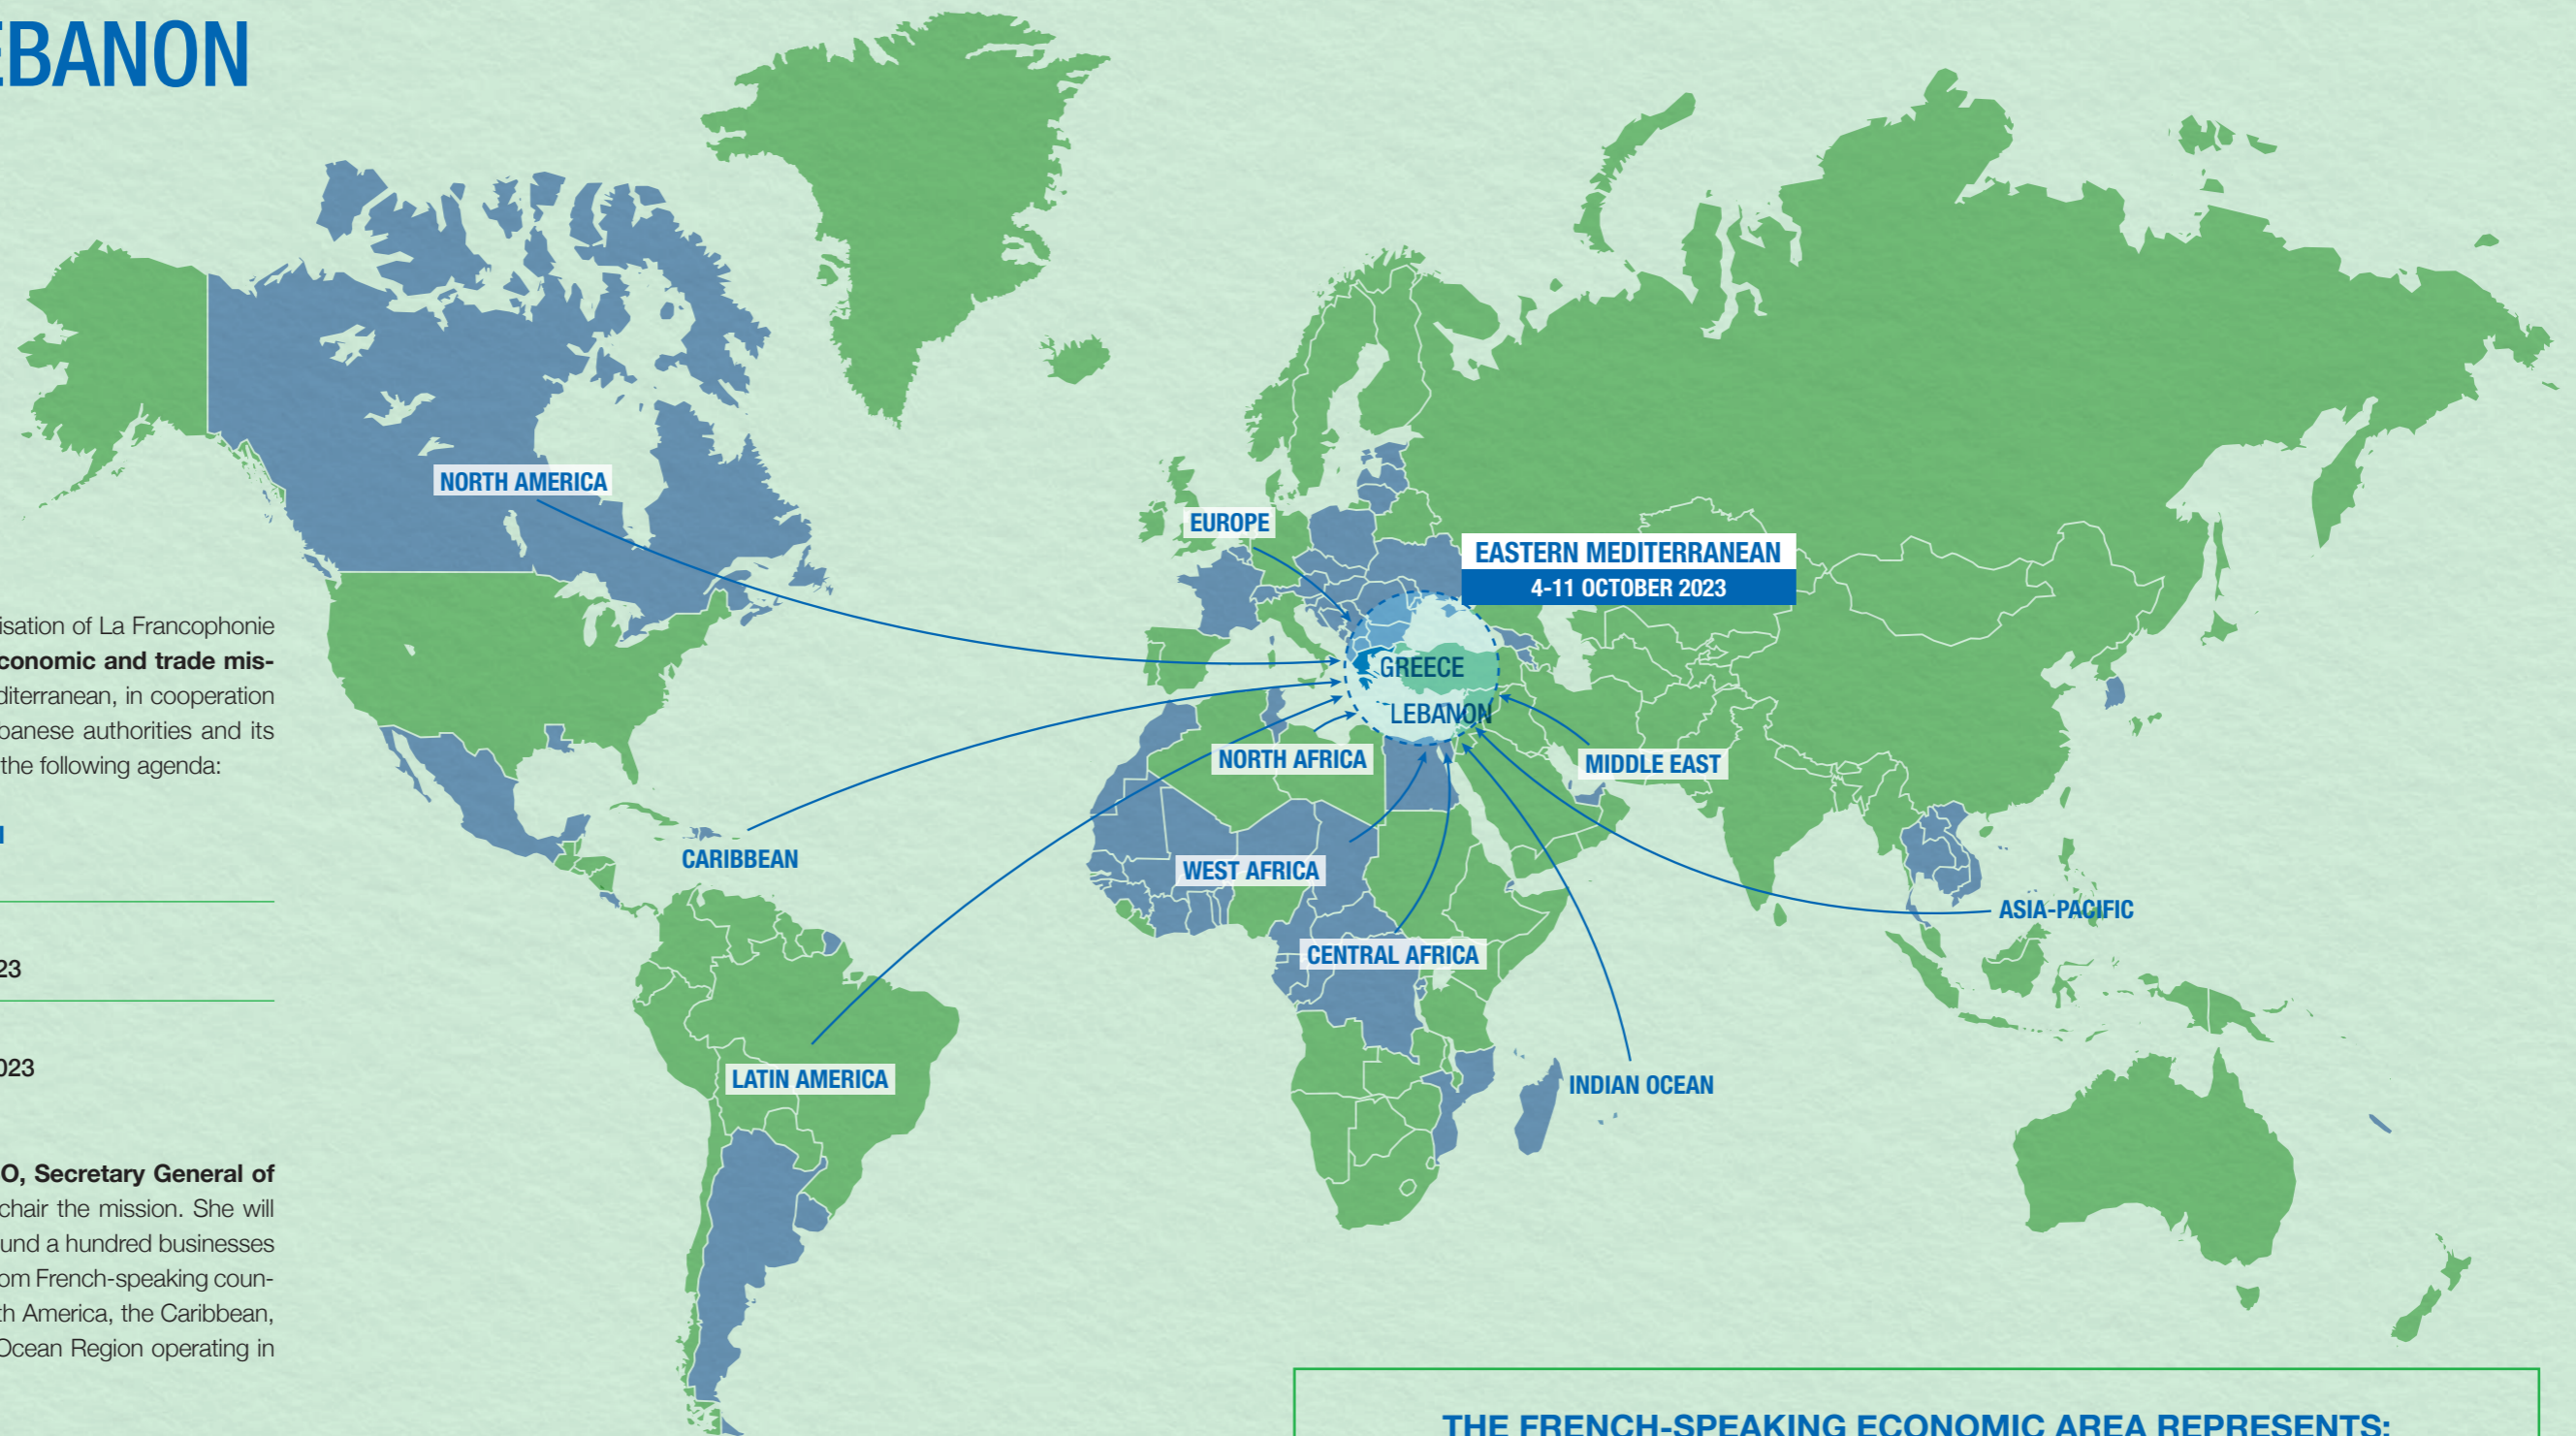 EBANON
isation of La Francophonie
conomic and trade mis-
diterranean, in cooperation
banese authorities and its
the following agenda:
23
023
O, Secretary General of
chair the mission. She will
und a hundred businesses
om French-speaking coun-
th America, the Caribbean,
Ocean Region operating in
NORTH AMERICA
EUROPE
EASTERN MEDITERRANEAN
4-11 OCTOBER 2023
GREECE
LEBANON
NORTH AFRICA
MIDDLE EAST
CARIBBEAN
WEST AFRICA
ASIA-PACIFIC
CENTRAL AFRICA
LATIN AMERICA
INDIAN OCEAN
THE FRENCH-SPEAKING ECONOMIC AREA REPRESENTS: